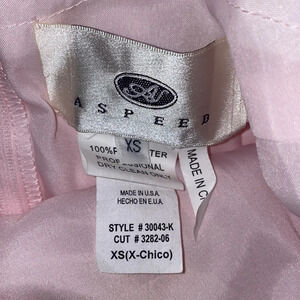 ASPEED
XS
100%P TER
PROF SSIONAL
DRY CLEAN ONLY
MADE IN C
MADE IN U.S.A.
HECHO EN E.U.A.
STYLE # 30043-K
CUT # 3282-06
XS(X-Chico)